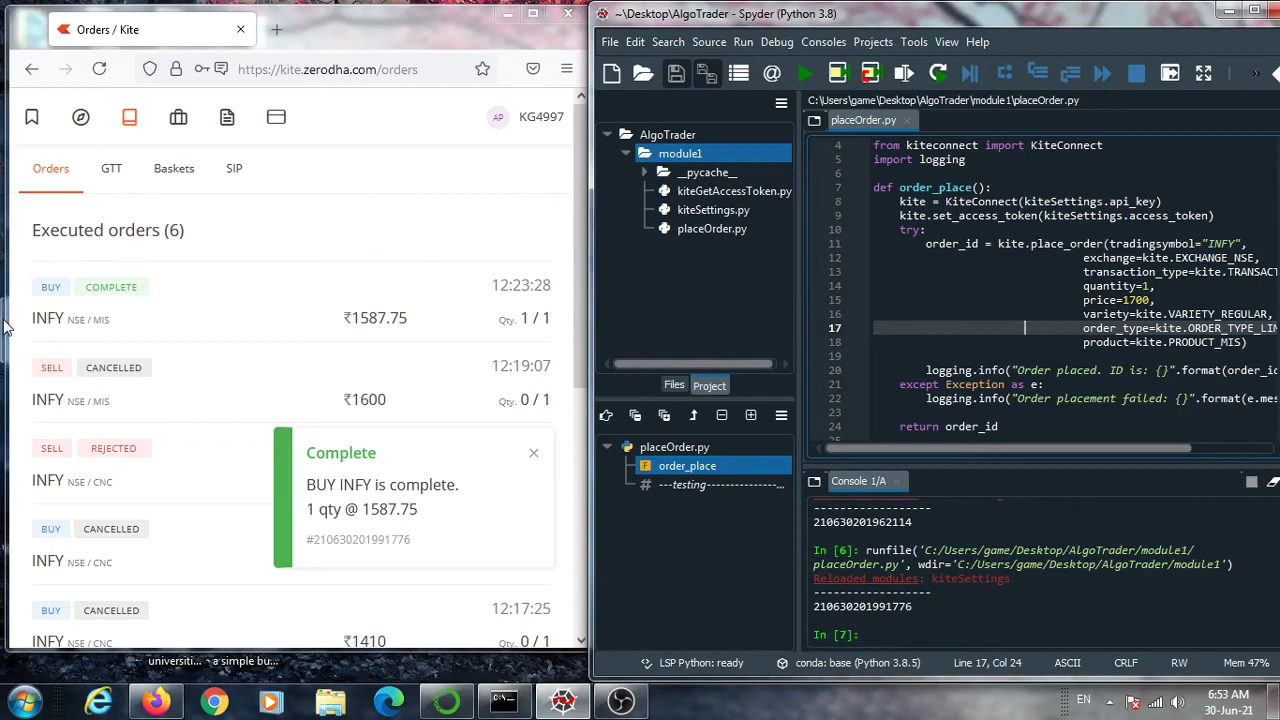 Orders / Kite
https://kite.zerodha.com/orders
AP KG4997
Orders GTT Baskets SIP
Executed orders (6)
BUY COMPLETE 12:23:28
INFY NSE / MIS ₹1587.75 Qty. 1 / 1
SELL CANCELLED 12:19:07
INFY NSE / MIS ₹1600 Qty. 0 / 1
SELL REJECTED
INFY NSE / CNC
BUY CANCELLED
INFY NSE / CNC
Complete
BUY INFY is complete.
1 qty @ 1587.75
#210630201991776
BUY CANCELLED 12:17:25
INFY NSE / CNC ₹1410 Qty. 0 / 1
universiti... ~ a simple bu...
~\Desktop\AlgoTrader - Spyder (Python 3.8)
File Edit Search Source Run Debug Consoles Projects Tools View Help
C:\Users\game\Desktop\AlgoTrader\module1\placeOrder.py
AlgoTrader
module1
__pycache__
kiteGetAccessToken.py
kiteSettings.py
placeOrder.py
Files Project
placeOrder.py
order_place
---testing---------------...
placeOrder.py
4 from kiteconnect import KiteConnect
5 import logging
6
7 def order_place():
8 kite = KiteConnect(kiteSettings.api_key)
9 kite.set_access_token(kiteSettings.access_token)
10 try:
11 order_id = kite.place_order(tradingsymbol="INFY",
12 exchange=kite.EXCHANGE_NSE,
13 transaction_type=kite.TRANSACT
14 quantity=1,
15 price=1700,
16 variety=kite.VARIETY_REGULAR,
17 order_type=kite.ORDER_TYPE_LIM
18 product=kite.PRODUCT_MIS)
19
20 logging.info("Order placed. ID is: {}".format(order_id
21 except Exception as e:
22 logging.info("Order placement failed: {}".format(e.mes
23
24 return order_id
Console 1/A
------------------
210630201962114
In [6]: runfile('C:/Users/game/Desktop/AlgoTrader/module1/
placeOrder.py', wdir='C:/Users/game/Desktop/AlgoTrader/module1')
Reloaded modules: kiteSettings
------------------
210630201991776
In [7]:
LSP Python: ready conda: base (Python 3.8.5) Line: 17, Col: 24 ASCII CRLF RW Mem 47%
EN 6:53 AM
30-Jun-21